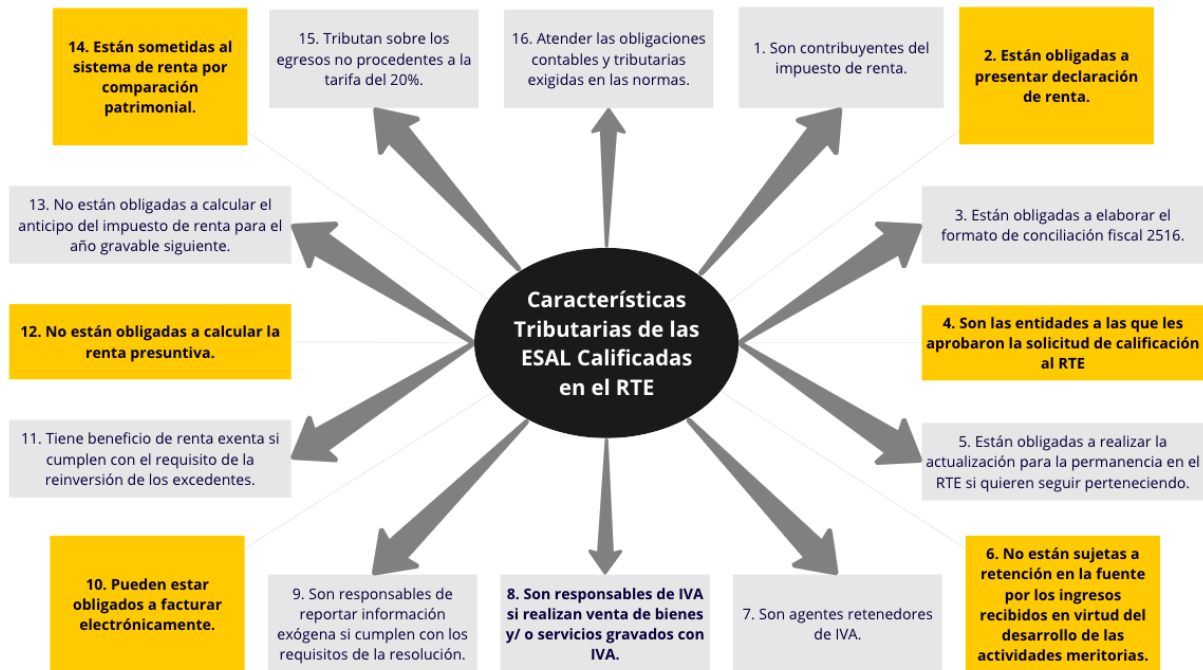 Características
Tributarias de las
ESAL Calificadas
en el RTE
1. Son contribuyentes del
impuesto de renta.
2. Están obligadas a
presentar declaración
de renta.
3. Están obligadas a elaborar el
formato de conciliación fiscal 2516.
4. Son las entidades a las que les
aprobaron la solicitud de calificación
al RTE
5. Están obligadas a realizar la
actualización para la permanencia en el
RTE si quieren seguir perteneciendo.
6. No están sujetas a
retención en la fuente
por los ingresos
recibidos en virtud del
desarrollo de las
actividades meritorias.
7. Son agentes retenedores
de IVA.
8. Son responsables de IVA
si realizan venta de bienes
y/ o servicios gravados con
IVA.
9. Son responsables de
reportar información
exógena si cumplen con los
requisitos de la resolución.
10. Pueden estar
obligados a facturar
electrónicamente.
11. Tiene beneficio de renta exenta si
cumplen con el requisito de la
reinversión de los excedentes.
12. No están obligadas a calcular la
renta presuntiva.
13. No están obligadas a calcular el
anticipo del impuesto de renta para el
año gravable siguiente.
14. Están sometidas al
sistema de renta por
comparación
patrimonial.
15. Tributan sobre los
egresos no procedentes a la
tarifa del 20%.
16. Atender las obligaciones
contables y tributarias
exigidas en las normas.